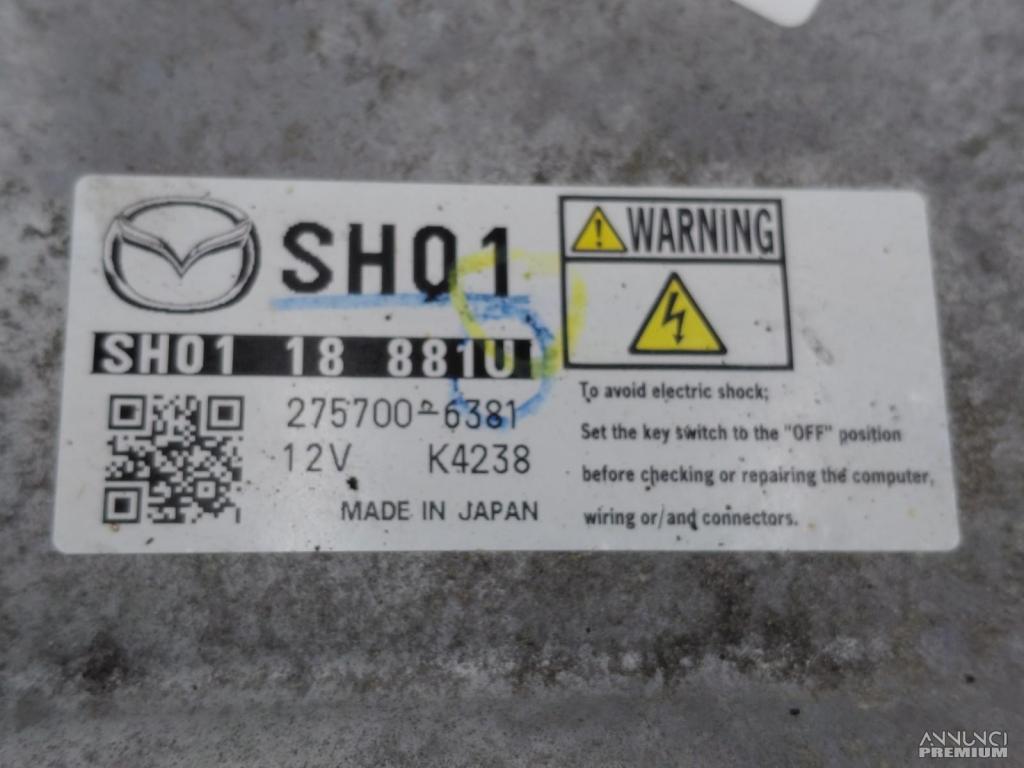 SH01
SH01 18 881U
275700-6381
12V K4238
MADE IN JAPAN
WARNING
To avoid electric shock;
Set the key switch to the "OFF" position
before checking or repairing the computer,
wiring or/and connectors.
ANNUNCI
PREMIUM